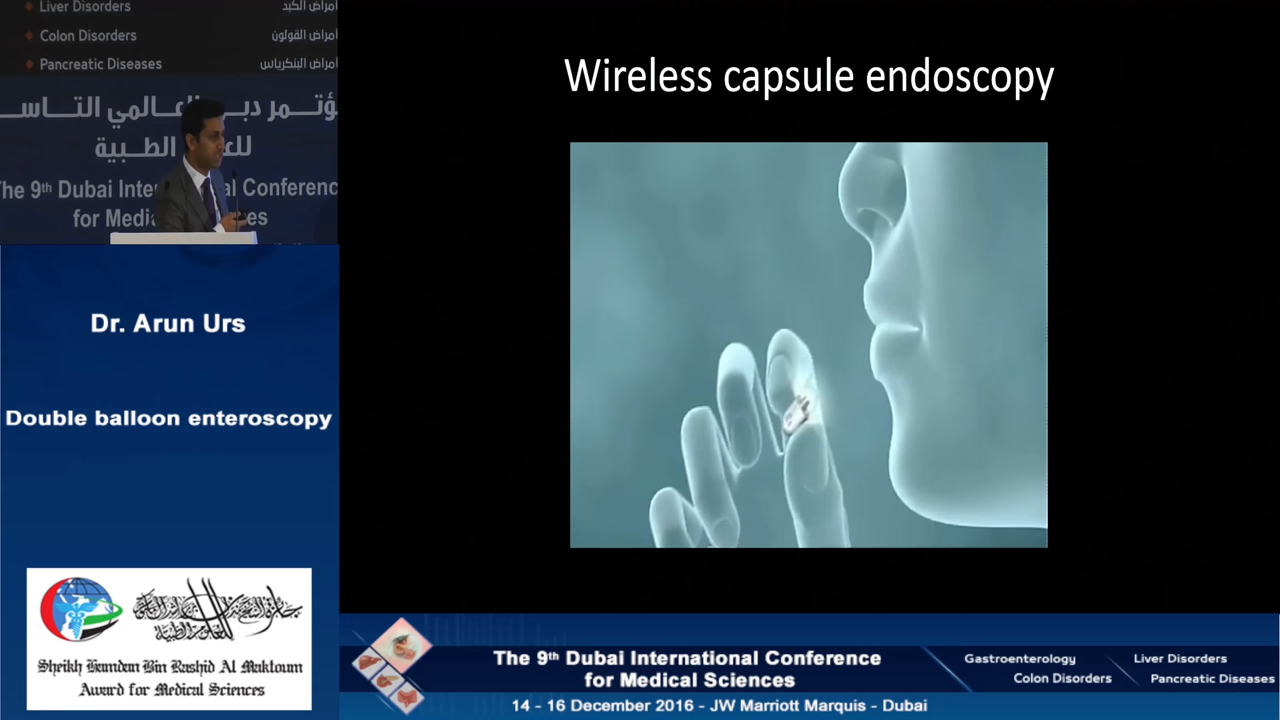 Liver Disorders
أمراض الكبد
Colon Disorders
أمراض القولون
Pancreatic Diseases
أمراض البنكرياس
العالمي التاسـ
الطـبية
The 9th Dubai
Conference
for
Wireless capsule endoscopy
Dr. Arun Urs
Double balloon enteroscopy
Sheikh Hamdan Bin Rashid Al Maktoum
Award for Medical Sciences
The 9th Dubai International Conference
for Medical Sciences
14 - 16 December 2016 - JW Marriott Marquis - Dubai
Gastroenterology
Liver Disorders
Colon Disorders
Pancreatic Diseases